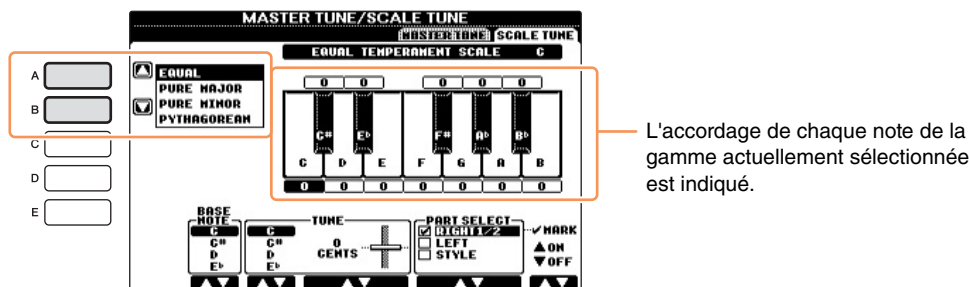 MASTER TUNE/SCALE TUNE
MASTER TUNE SCALE TUNE
EQUAL TEMPERAMENT SCALE C
A
B
C
D
E
EQUAL
PURE MAJOR
PURE MINOR
PYTHAGOREAN
0 0 0 0 0
C# E♭ F# A♭ B♭
C D E F G A B
0 0 0 0 0 0 0
L'accordage de chaque note de la
gamme actuellement sélectionnée
est indiqué.
BASE NOTE
C
C#
D
E♭
TUNE
C
C#
D
E♭
0
CENTS
PART SELECT
RIGHT1/2
LEFT
STYLE
MARK
ON
OFF